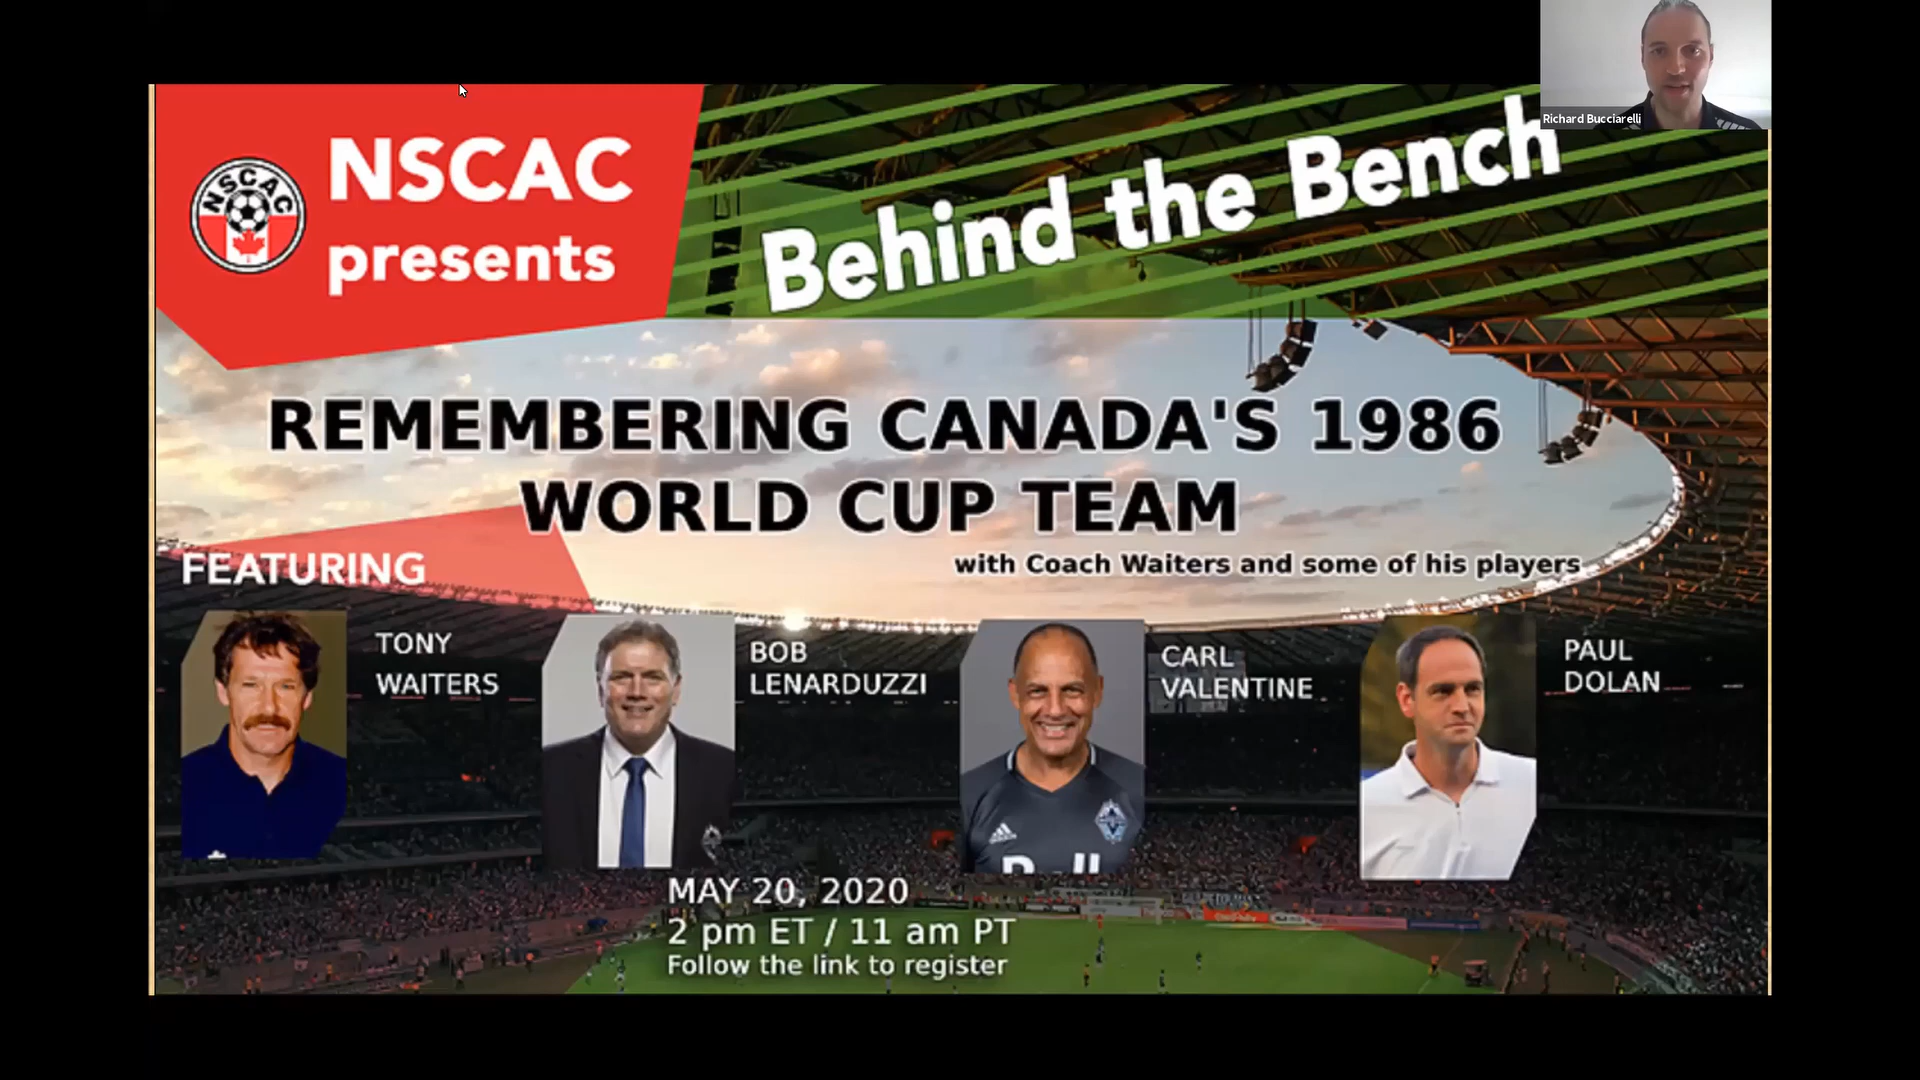 Richard Bucciarelli
NSCAC
NSCAC
presents
Behind the Bench
REMEMBERING CANADA'S 1986
WORLD CUP TEAM
with Coach Waiters and some of his players
FEATURING
TONY
WAITERS
BOB
LENARDUZZI
CARL
VALENTINE
PAUL
DOLAN
adidas
MAY 20, 2020
2 pm ET / 11 am PT
Follow the link to register